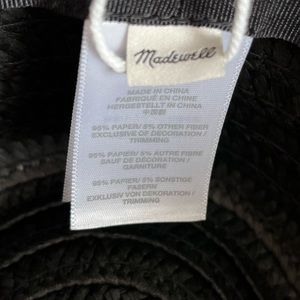 Madewell
MADE IN CHINA
FABRIQUÉ EN CHINE
HERGESTELLT IN CHINA
中国制
95% PAPER/ 5% OTHER FIBER
EXCLUSIVE OF DECORATION /
TRIMMING
95% PAPIER/ 5% AUTRE FIBRE
SAUF DE DÉCORATION /
GARNITURE
95% PAPIER/ 5% SONSTIGE
FASERN
EXKLUSIV VON DEKORATION /
TRIMMING